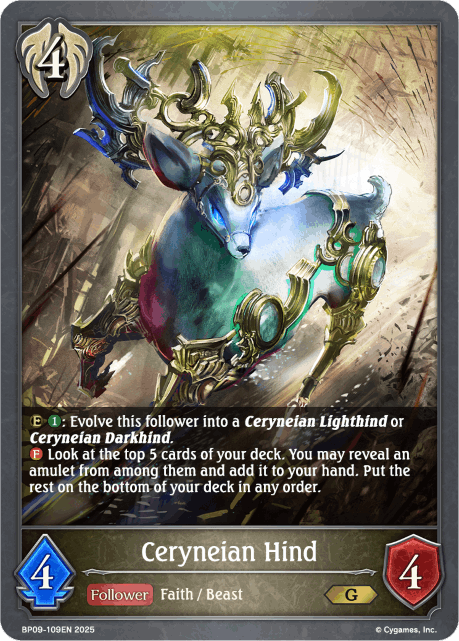 4
E 1: Evolve this follower into a Ceryneian Lighthind or
Ceryneian Darkhind.
F Look at the top 5 cards of your deck. You may reveal an
amulet from among them and add it to your hand. Put the
rest on the bottom of your deck in any order.
Ceryneian Hind
4
Follower Faith / Beast
G
4
BP09-109EN 2025
© Cygames, Inc.